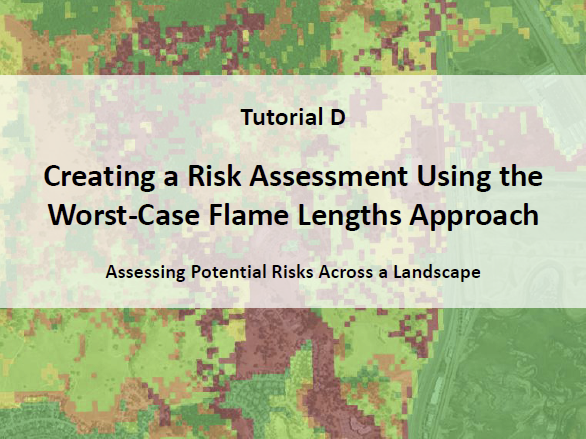 Tutorial D
Creating a Risk Assessment Using the
Worst-Case Flame Lengths Approach
Assessing Potential Risks Across a Landscape